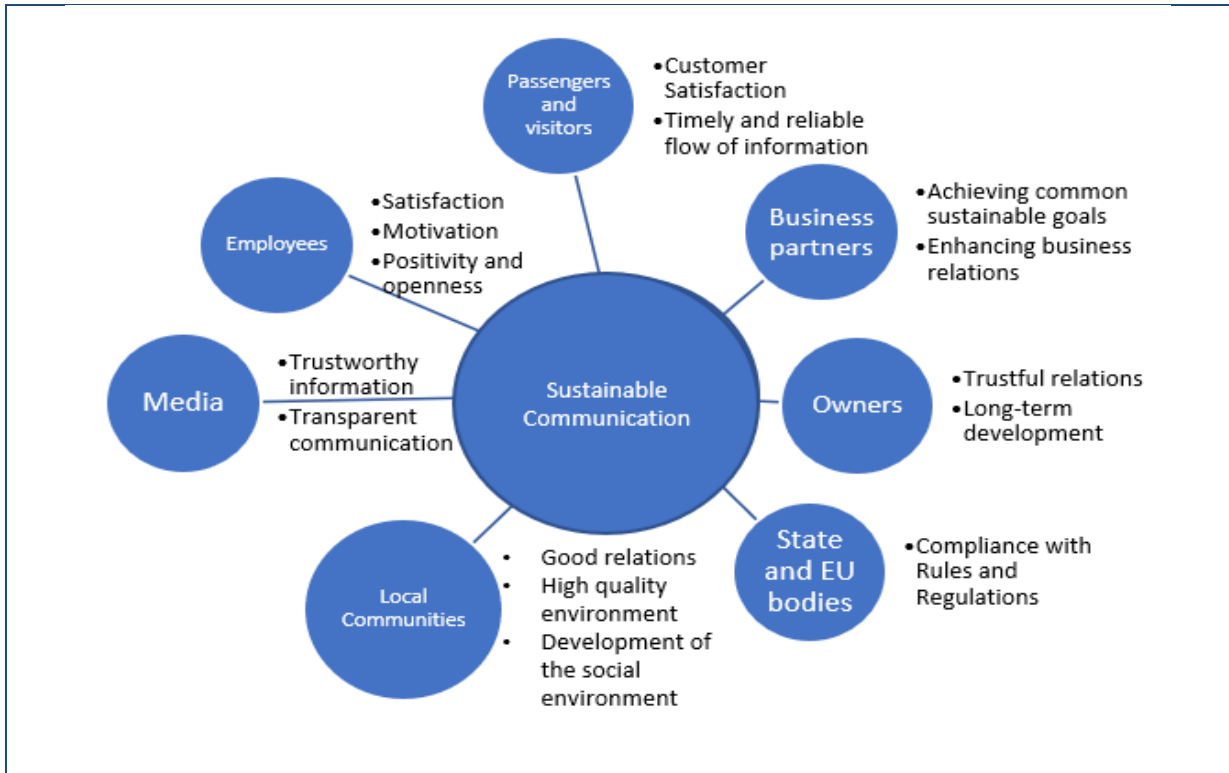 Passengers
and
visitors
•Customer
Satisfaction
•Timely and reliable
flow of information
Business
partners
•Achieving common
sustainable goals
•Enhancing business
relations
Employees
•Satisfaction
•Motivation
•Positivity and
openness
Media
•Trustworthy
information
•Transparent
communication
Sustainable
Communication
Owners
•Trustful relations
•Long-term
development
State
and EU
bodies
•Compliance with
Rules and
Regulations
Local
Communities
• Good relations
• High quality
environment
• Development of
the social
environment